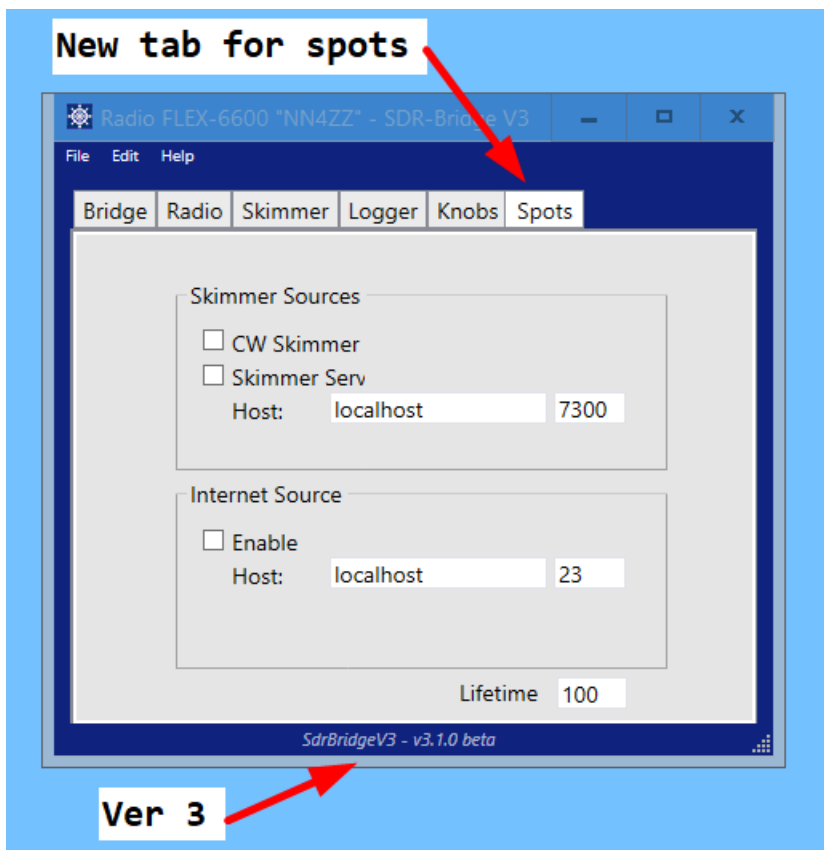 New tab for spots
Radio FLEX-6600 "NN4ZZ" - SDR-Bridge V3
File Edit Help
Bridge Radio Skimmer Logger Knobs Spots
Skimmer Sources
CW Skimmer
Skimmer Serv
Host: localhost 7300
Internet Source
Enable
Host: localhost 23
Lifetime 100
SdrBridgeV3 - v3.1.0 beta
Ver 3